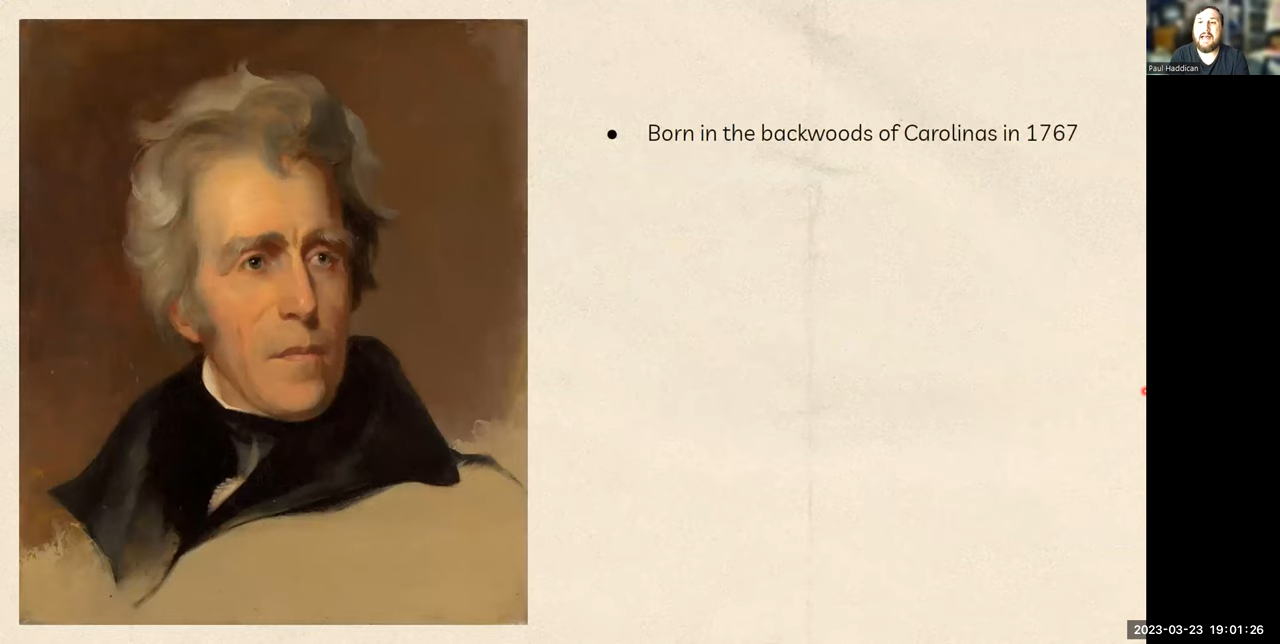 Paul Haddican
● Born in the backwoods of Carolinas in 1767
2023-03-23 19:01:26